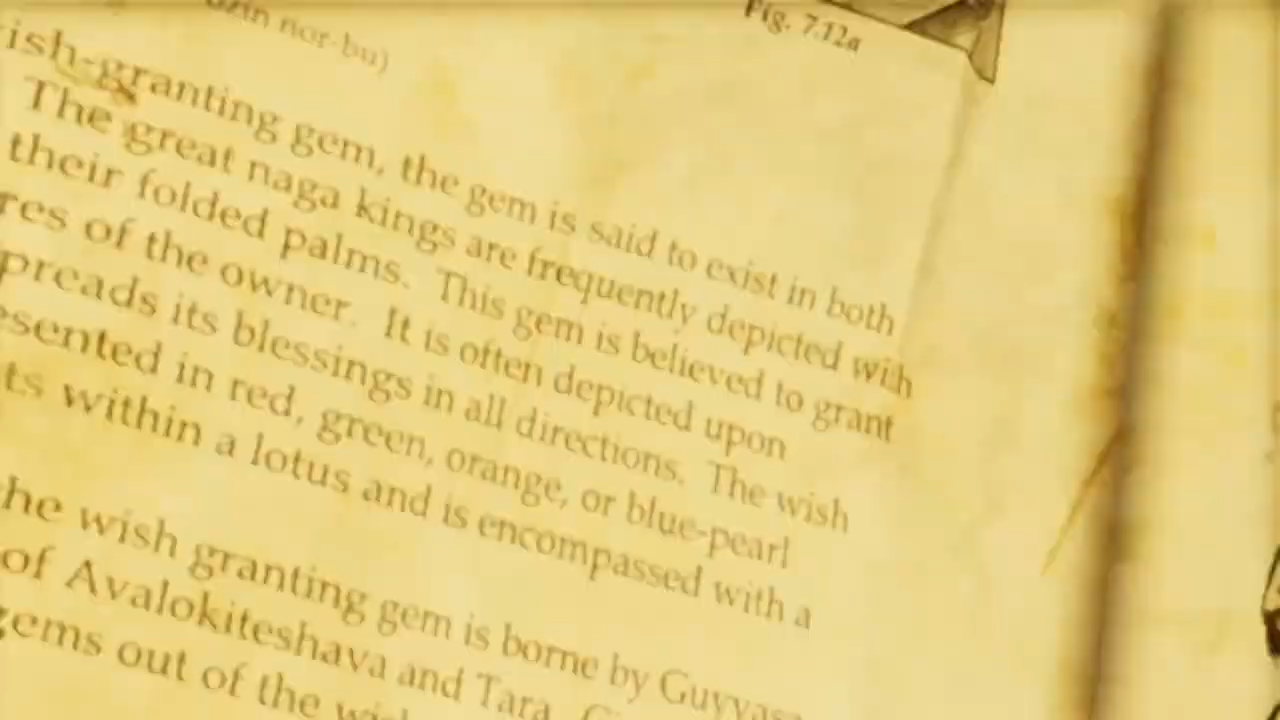 Fig. 7.12a
nor-bu)
ish-granting gem, the gem is said to exist in both
The great naga kings are frequently depicted with
their folded palms. This gem is believed to grant
res of the owner. It is often depicted upon
preads its blessings in all directions. The wish
esented in red, green, orange, or blue-pearl
ts within a lotus and is encompassed with a
he wish granting gem is borne by Guyyasa
of Avalokiteshava and Tara.
gems out of the wish